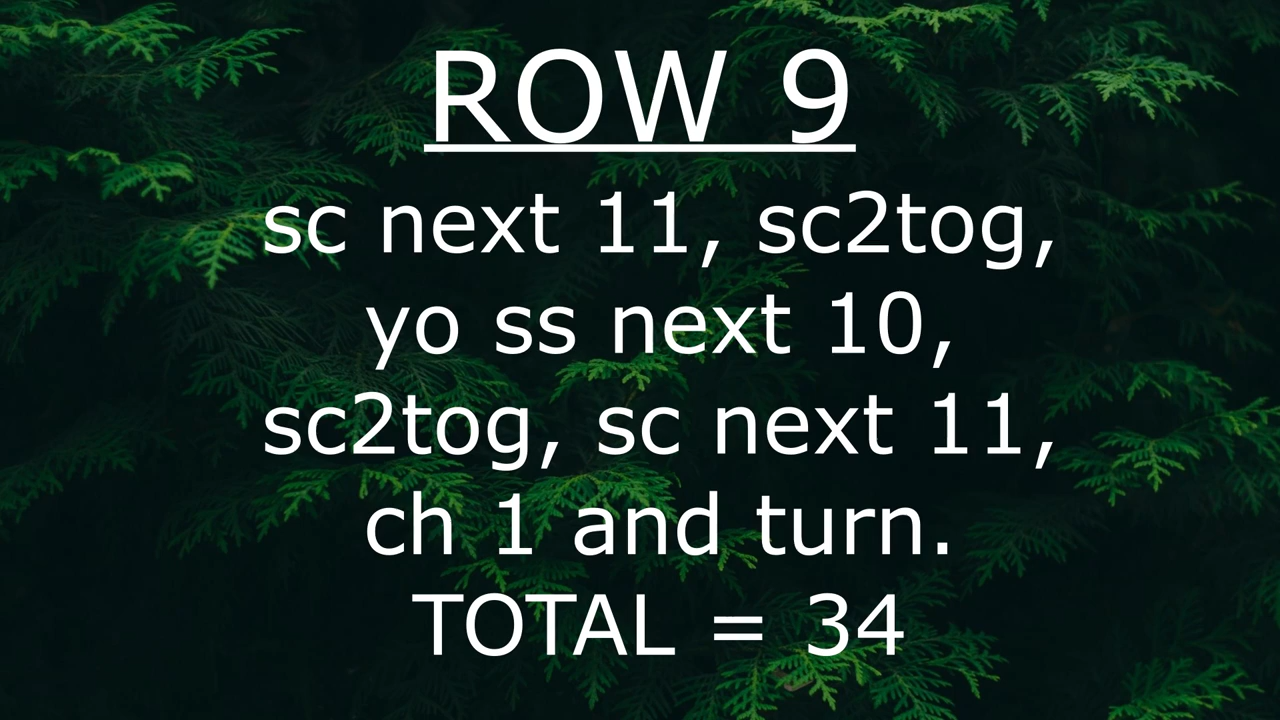 ROW 9
sc next 11, sc2tog,
yo ss next 10,
sc2tog, sc next 11,
ch 1 and turn.
TOTAL = 34